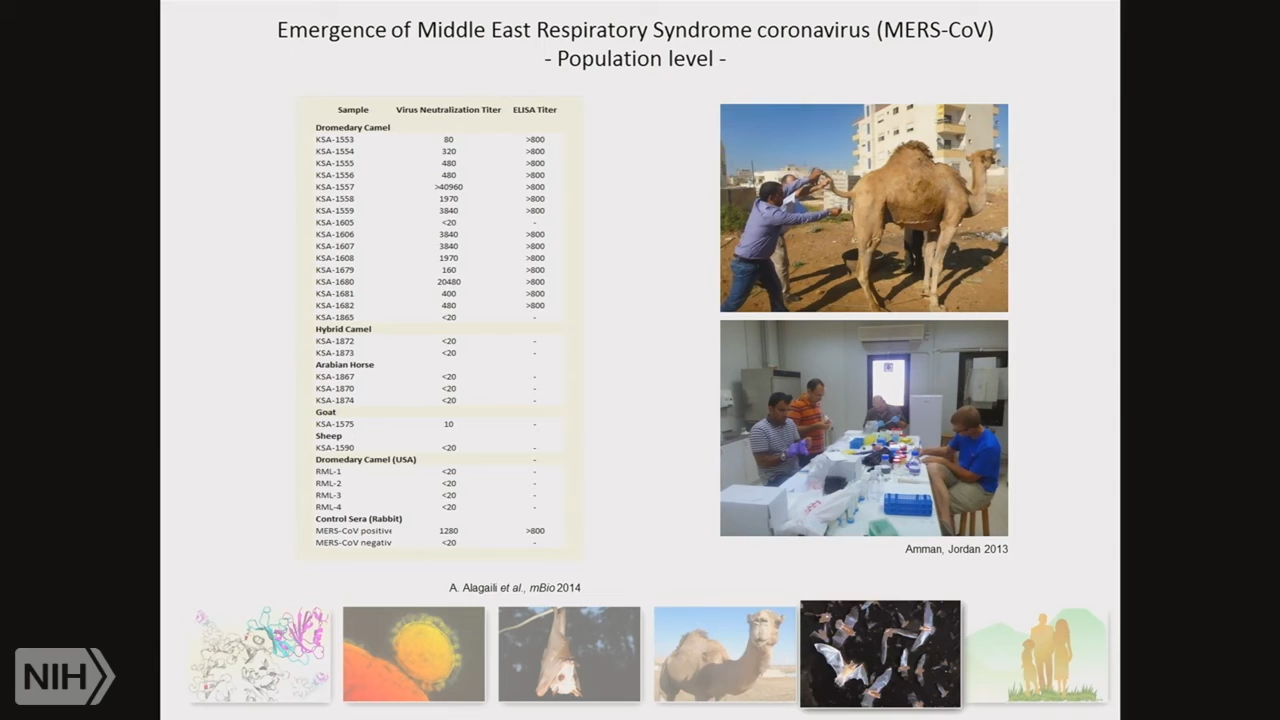 Emergence of Middle East Respiratory Syndrome coronavirus (MERS-CoV)
- Population level -
Sample Virus Neutralization Titer ELISA Titer
Dromedary Camel
KSA-1553 80 >800
KSA-1554 320 >800
KSA-1555 480 >800
KSA-1556 480 >800
KSA-1557 >40960 >800
KSA-1558 1970 >800
KSA-1559 3840 >800
KSA-1605 <20 -
KSA-1606 3840 >800
KSA-1607 3840 >800
KSA-1608 1970 >800
KSA-1679 160 >800
KSA-1680 20480 >800
KSA-1681 400 >800
KSA-1682 480 >800
KSA-1865 <20 -
Hybrid Camel
KSA-1872 <20 -
KSA-1873 <20 -
Arabian Horse
KSA-1867 <20 -
KSA-1870 <20 -
KSA-1874 <20 -
Goat
KSA-1575 10 -
Sheep
KSA-1590 <20 -
Dromedary Camel (USA) -
RML-1 <20 -
RML-2 <20 -
RML-3 <20 -
RML-4 <20 -
Control Sera (Rabbit)
MERS-CoV positive 1280 >800
MERS-CoV negativ <20 -
Amman, Jordan 2013
A. Alagaili et al., mBio 2014
NIH